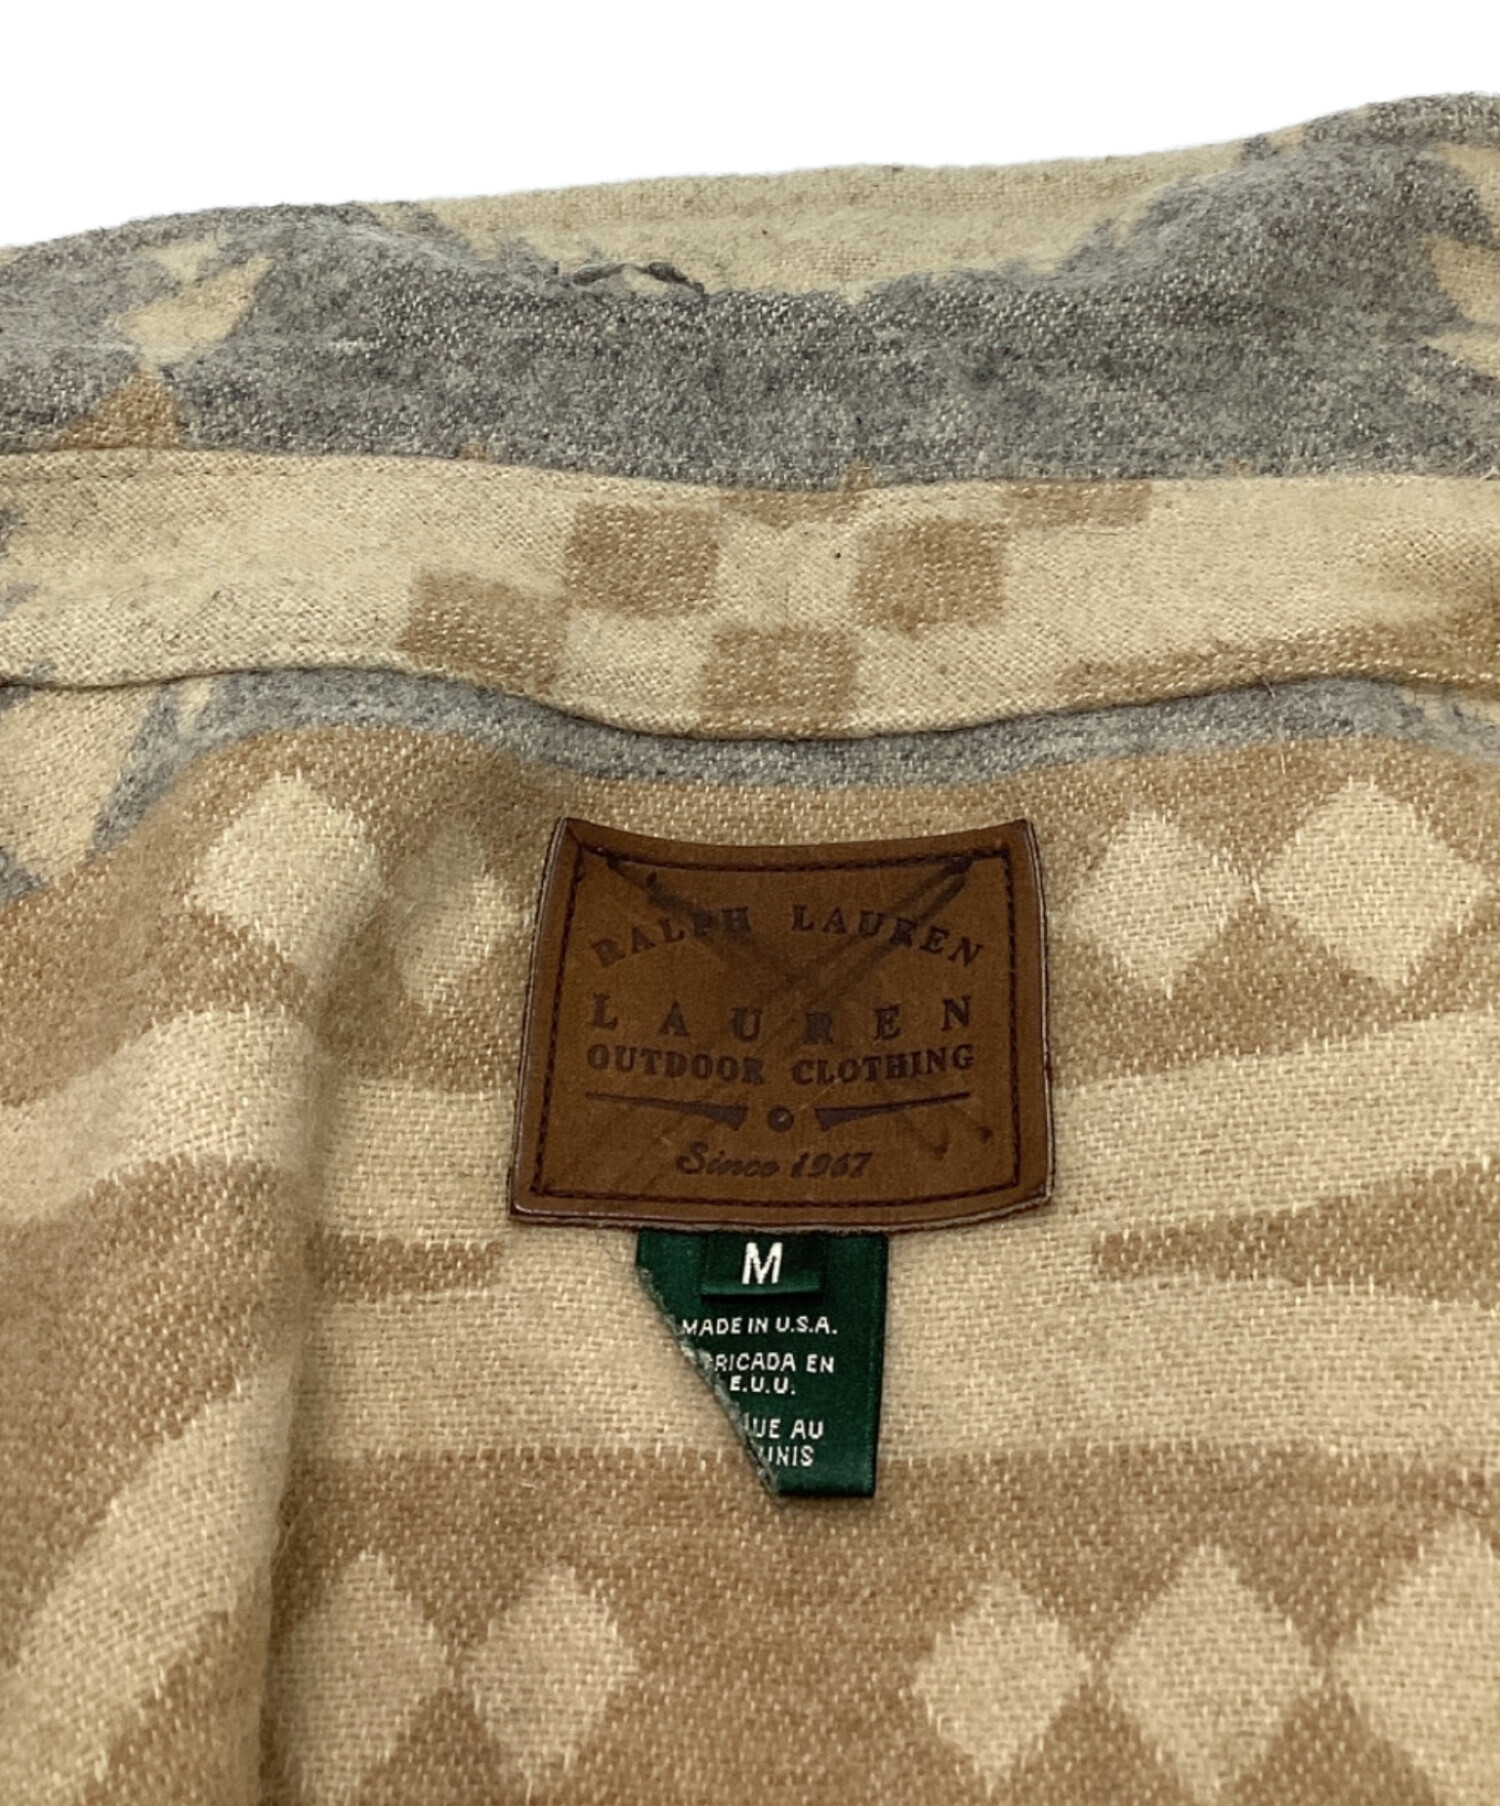 RALPH LAUREN
LAUREN
OUTDOOR CLOTHING
Since 1967
M
MADE IN U.S.A.
RICADA EN
E.U.U.
UE AU
UNIS